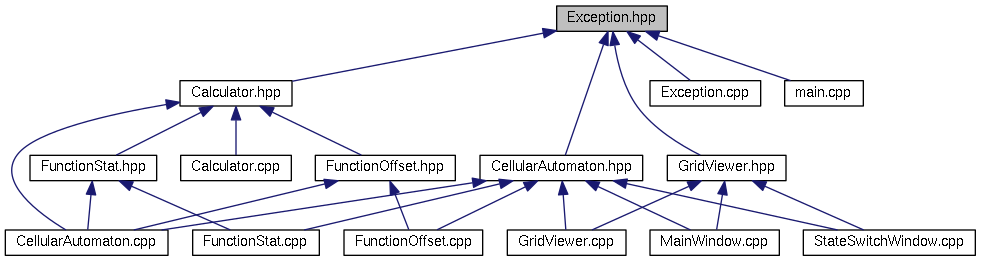 Exception.hpp
Calculator.hpp
Exception.cpp
main.cpp
FunctionStat.hpp
Calculator.cpp
FunctionOffset.hpp
CellularAutomaton.hpp
GridViewer.hpp
CellularAutomaton.cpp
FunctionStat.cpp
FunctionOffset.cpp
GridViewer.cpp
MainWindow.cpp
StateSwitchWindow.cpp